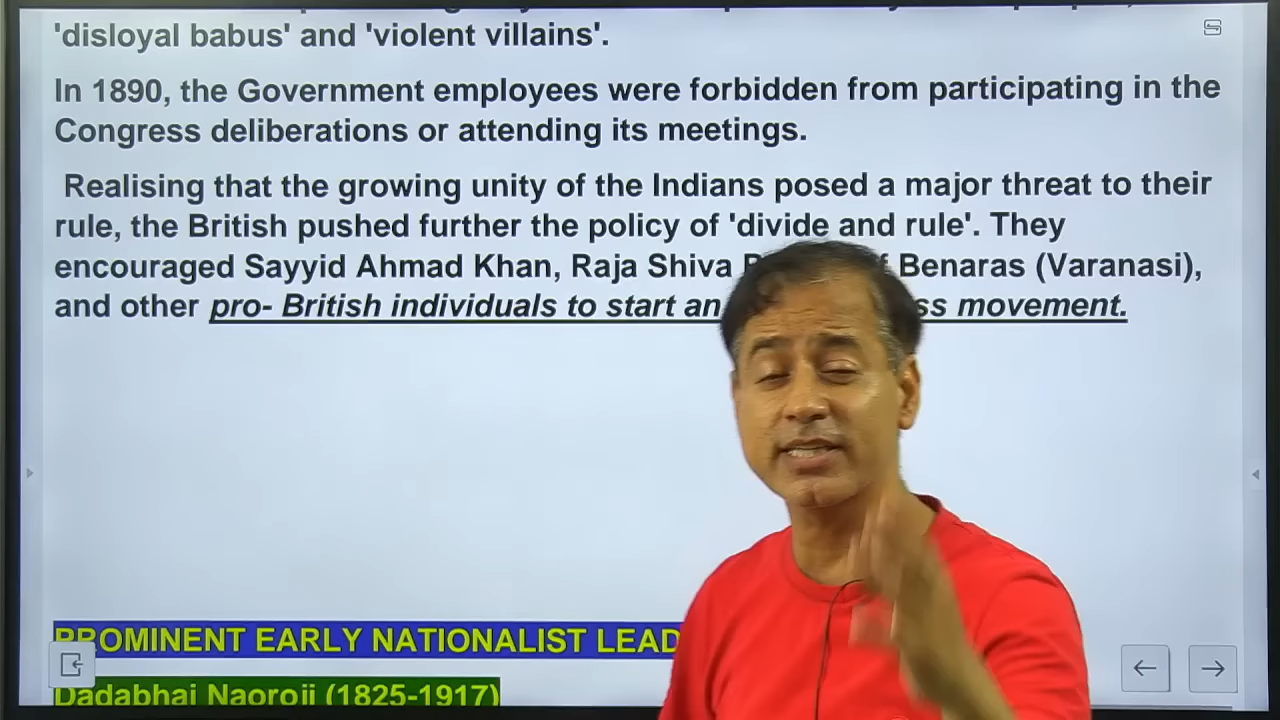 'disloyal babus' and 'violent villains'.
In 1890, the Government employees were forbidden from participating in the
Congress deliberations or attending its meetings.
Realising that the growing unity of the Indians posed a major threat to their
rule, the British pushed further the policy of 'divide and rule'. They
encouraged Sayyid Ahmad Khan, Raja Shiva Benaras (Varanasi),
and other pro- British individuals to start an movement.
PROMINENT EARLY NATIONALIST
Dadabhai Naoroji (1825-1917)